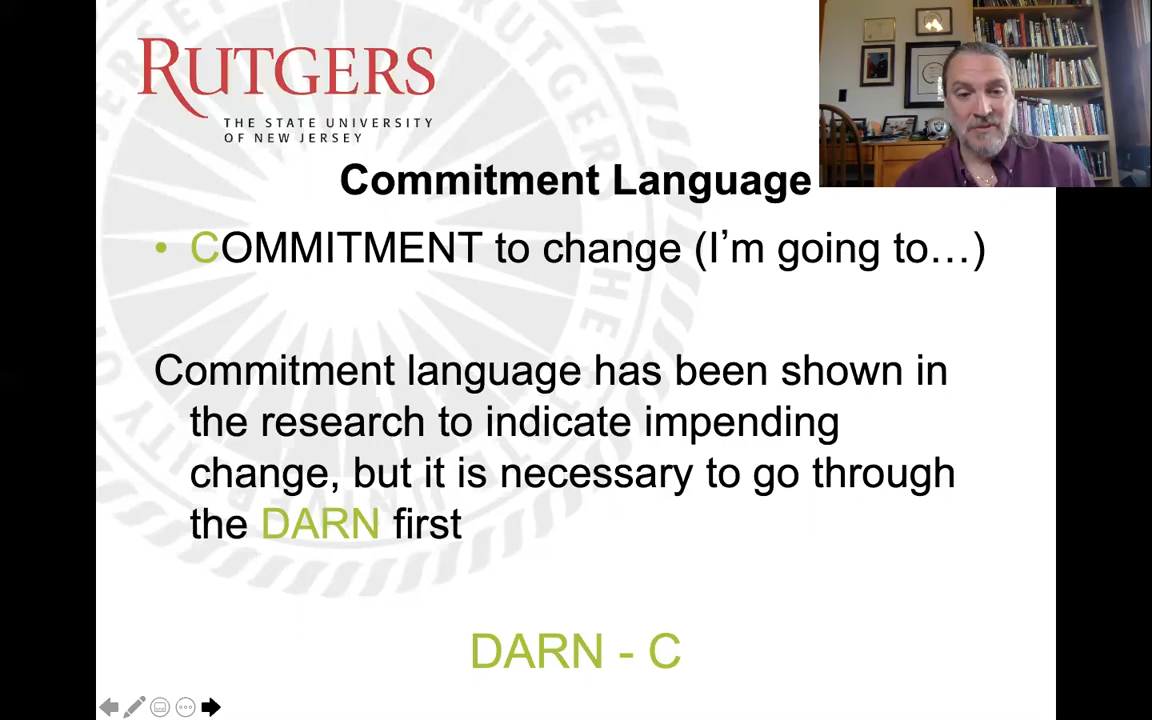 RUTGERS
THE STATE UNIVERSITY
OF NEW JERSEY
Commitment Language
• COMMITMENT to change (I’m going to…)
Commitment language has been shown in
the research to indicate impending
change, but it is necessary to go through
the DARN first
DARN - C